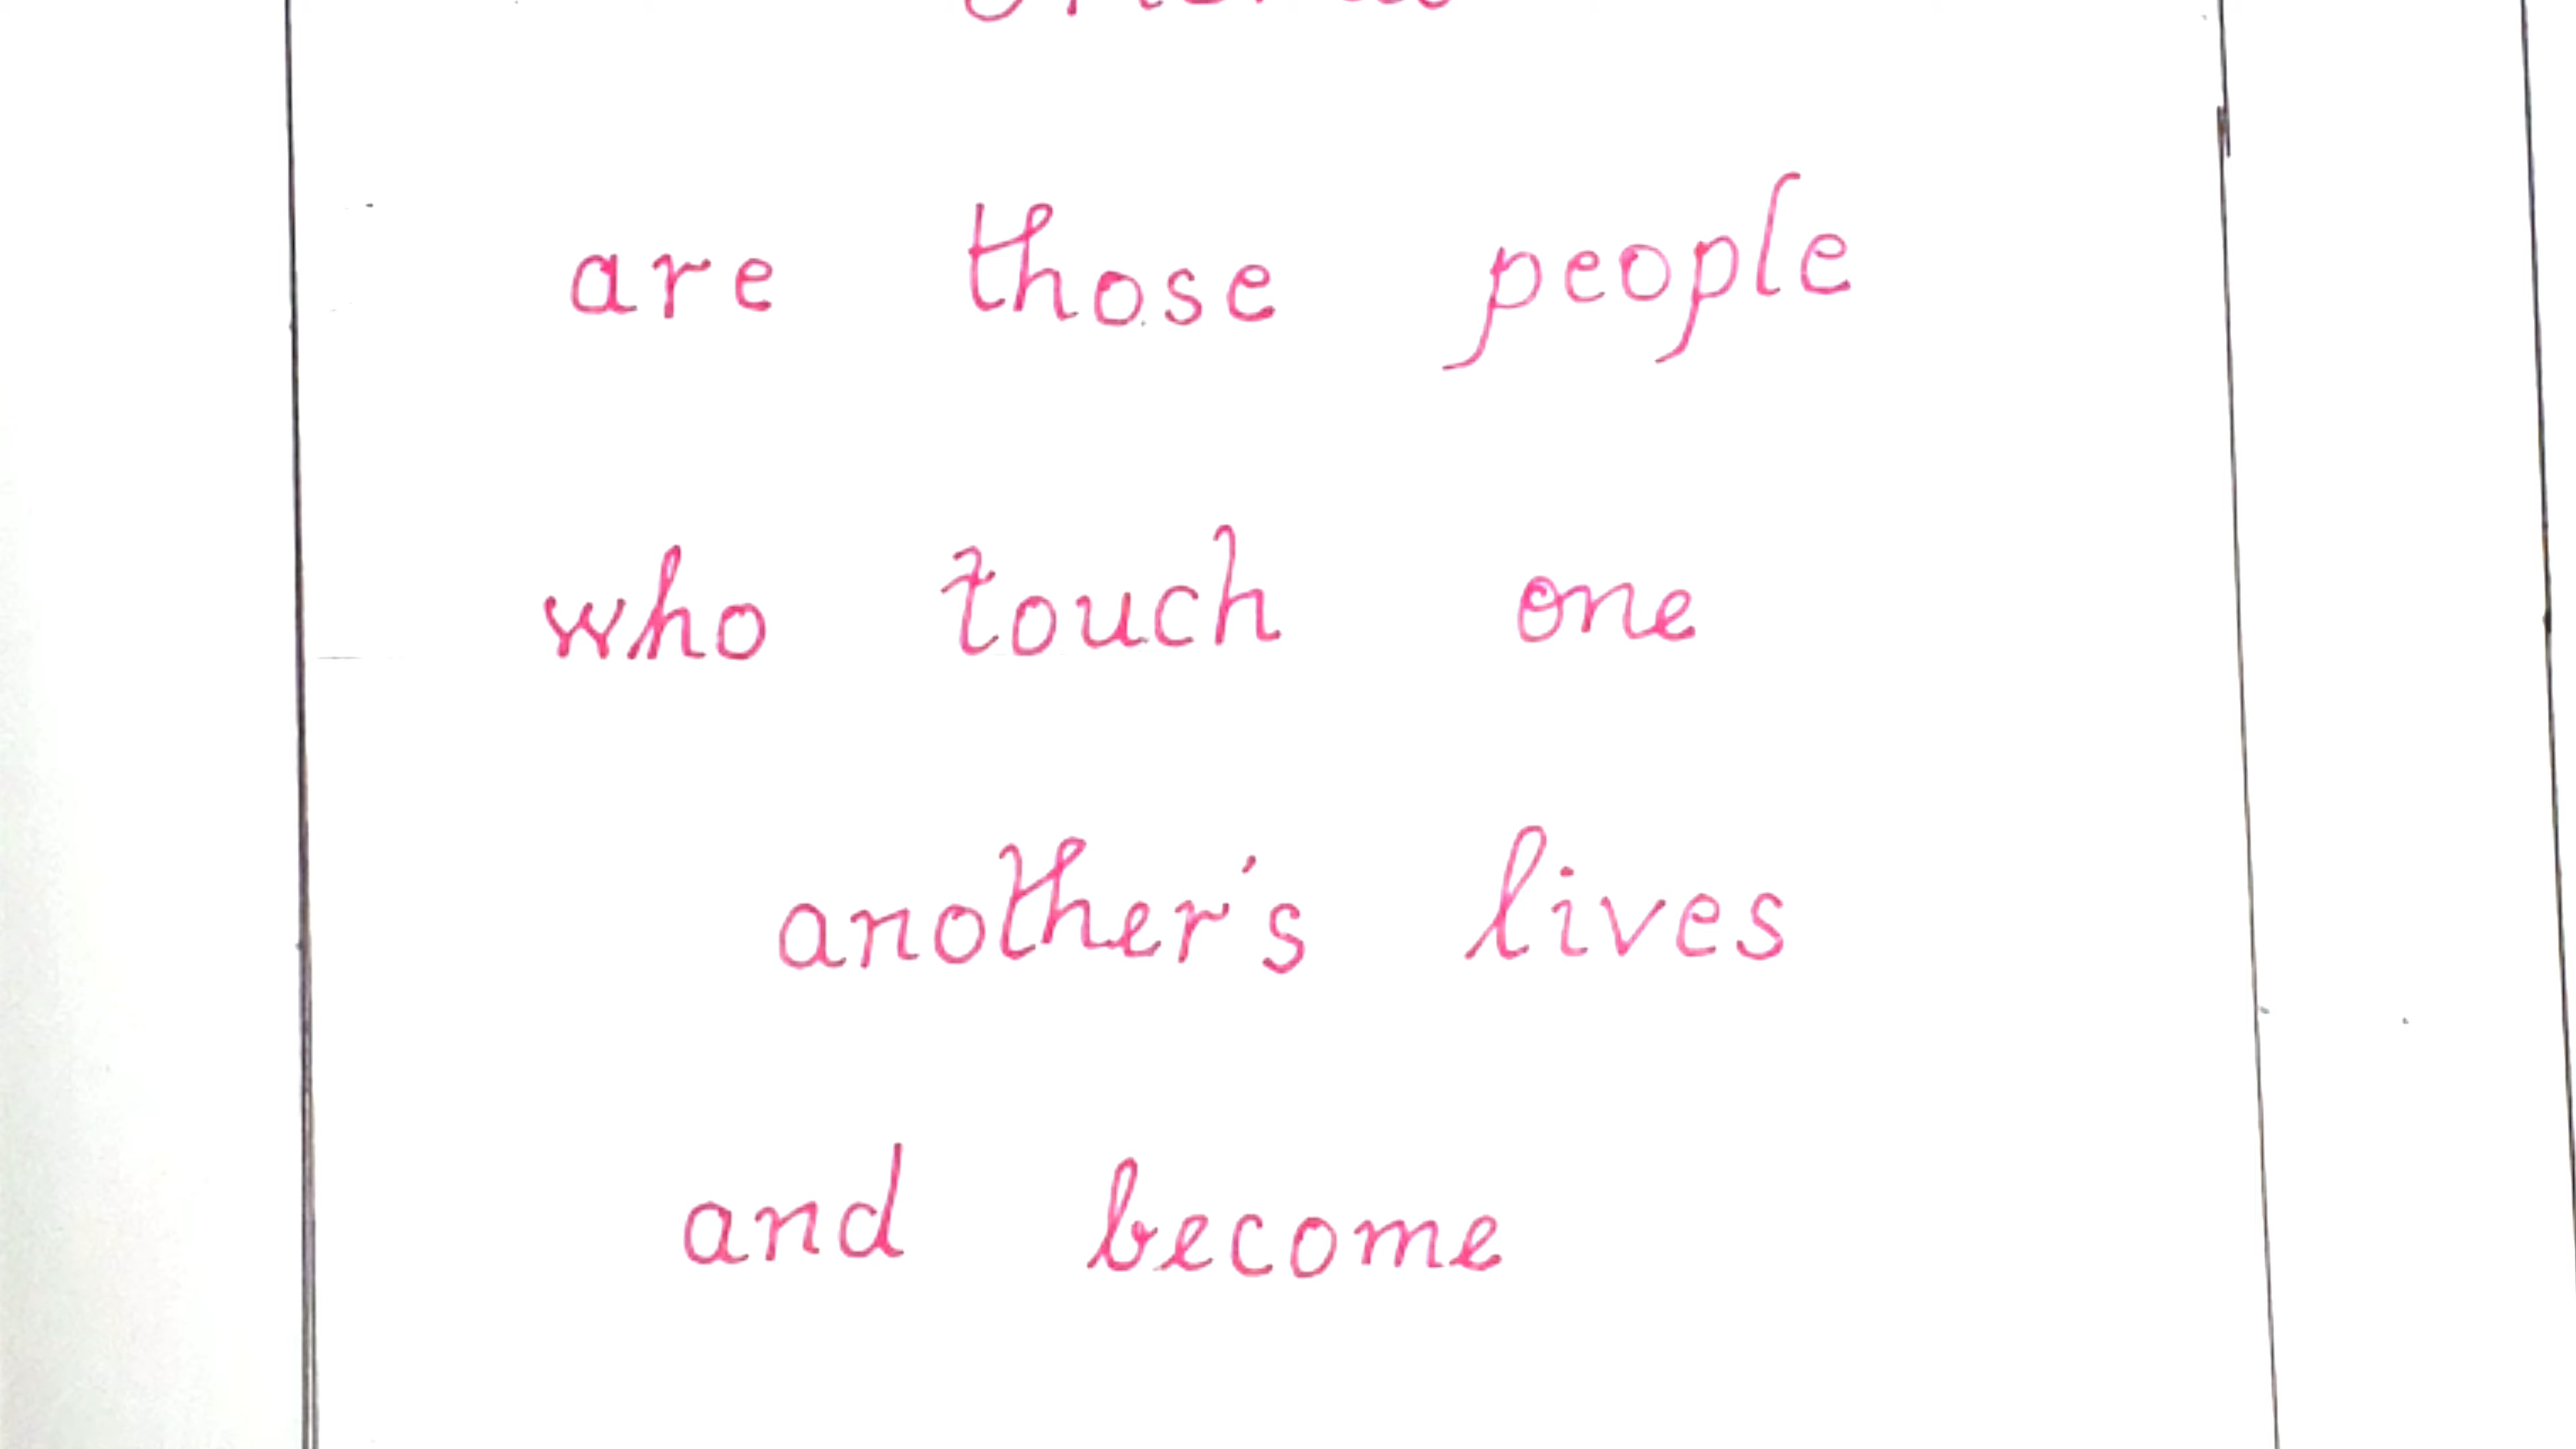 are those people
who touch one
another's lives
and become